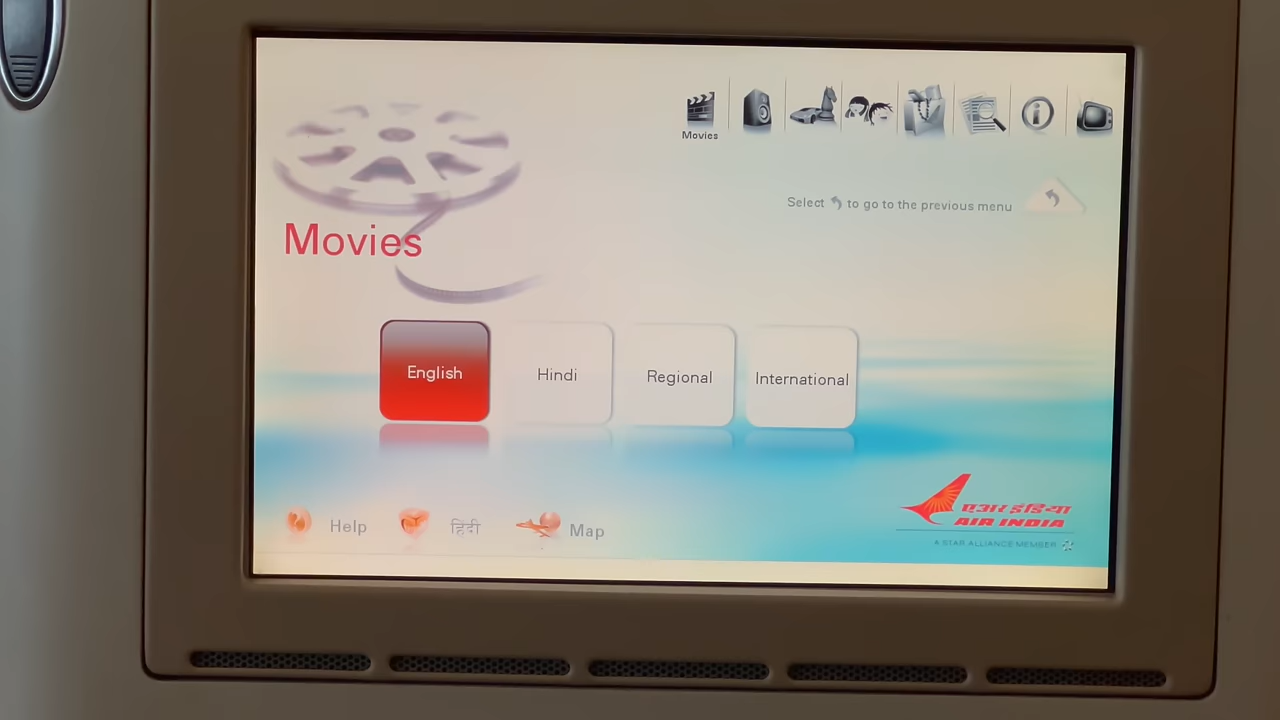 Movies
Select to go to the previous menu
Movies
English
Hindi
Regional
International
Help
हिंदी
Map
एअर इंडिया
AIR INDIA
A STAR ALLIANCE MEMBER